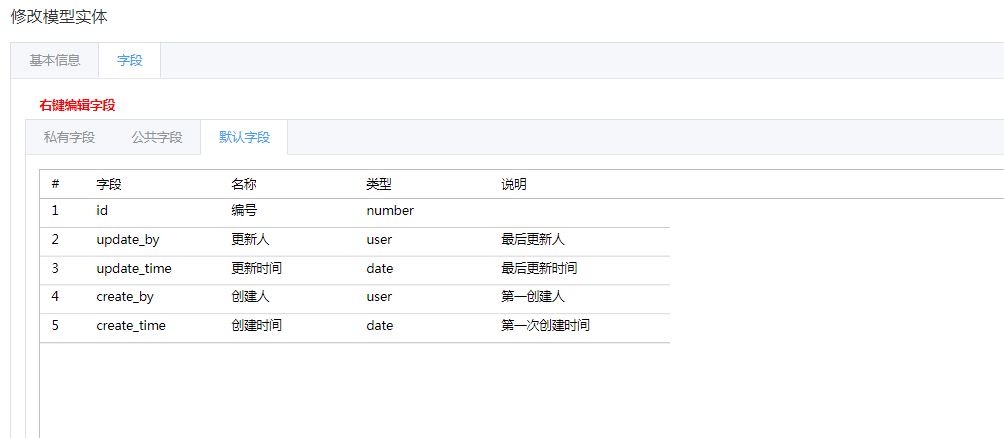 修改模型实体
基本信息 字段
右键编辑字段
私有字段 公共字段 默认字段
# 字段 名称 类型 说明
1 id 编号 number
2 update_by 更新人 user 最后更新人
3 update_time 更新时间 date 最后更新时间
4 create_by 创建人 user 第一创建人
5 create_time 创建时间 date 第一次创建时间